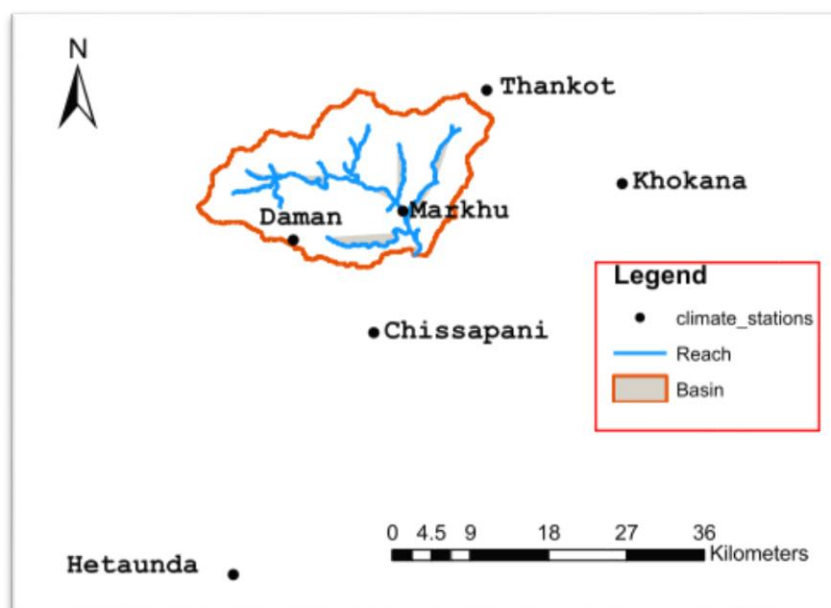 N
Thankot
Khokana
Daman
Markhu
Legend
climate_stations
Chissapani
Reach
Basin
0 4.5 9 18 27 36
Kilometers
Hetaunda